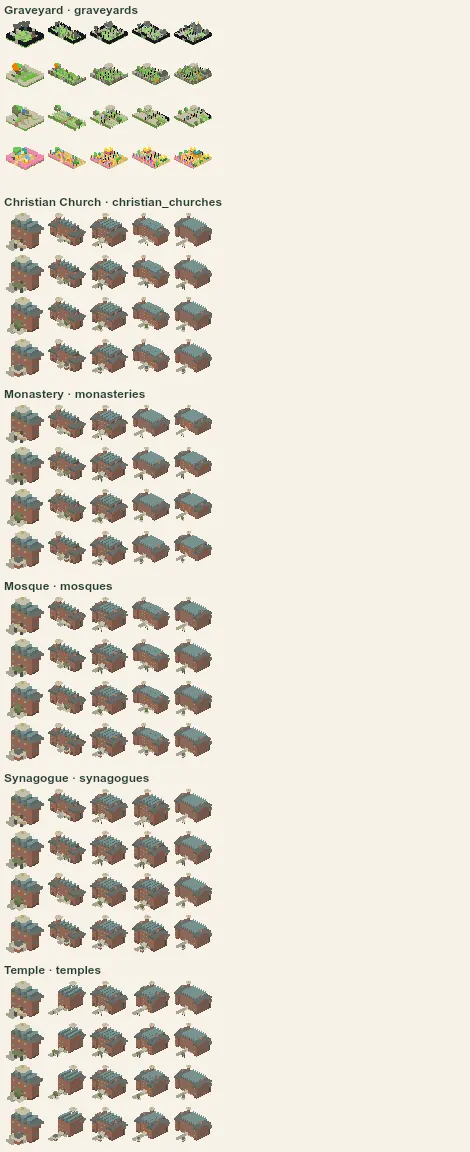 Graveyard · graveyards
Christian Church · christian_churches
Monastery · monasteries
Mosque · mosques
Synagogue · synagogues
Temple · temples